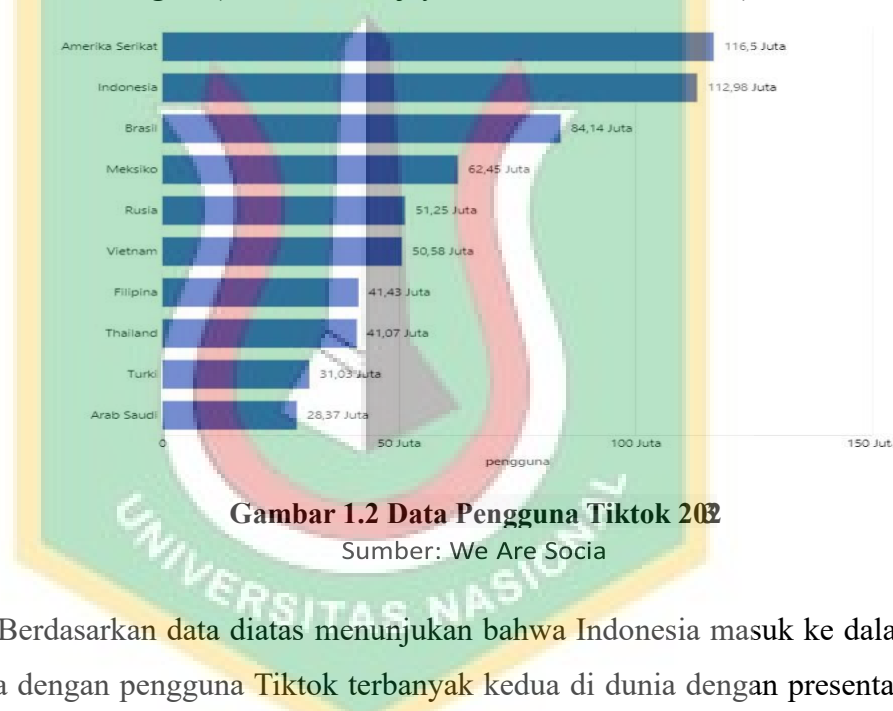 Amerika Serikat 116,5 Juta
Indonesia 112,98 Juta
Brasil 84,14 Juta
Meksiko 62,45 Juta
Rusia 51,25 Juta
Vietnam 50,58 Juta
Filipina 41,43 Juta
Thailand 41,07 Juta
Turki 31,03 Juta
Arab Saudi 28,37 Juta
0 50 Juta 100 Juta 150 Jut
pengguna
Gambar 1.2 Data Pengguna Tiktok
Sumber: We Are Socia
UNIVERSITAS NASIONAL
Berdasarkan data diatas menunjukan bahwa Indonesia masuk ke dala
a dengan pengguna Tiktok terbanyak kedua di dunia dengan presenta